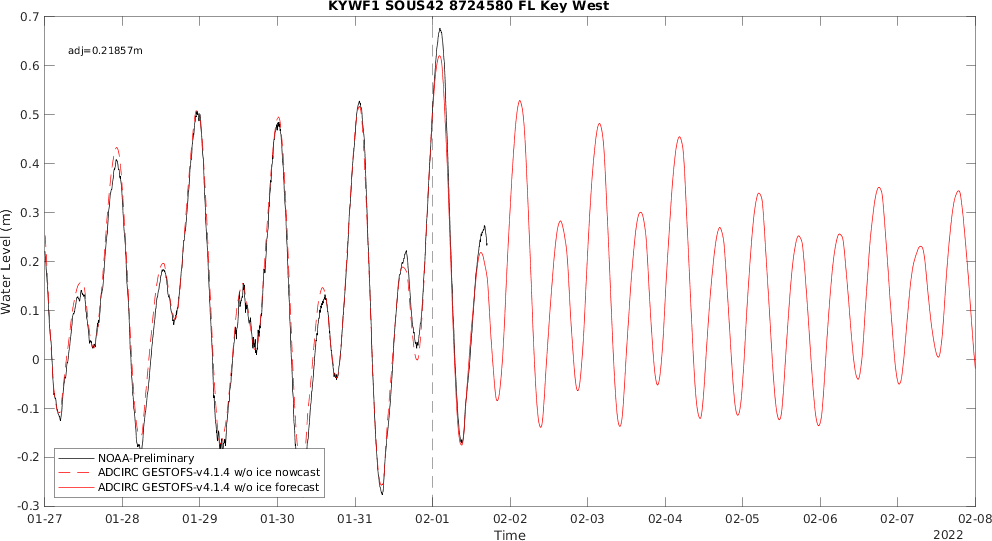 KYWF1 SOUS42 8724580 FL Key West
0.7
adj=0.21857m
0.6
0.5
0.4
0.3
0.2
0.1
0
-0.1
-0.2
-0.3
Water Level (m)
NOAA-Preliminary
ADCIRC GESTOFS-v4.1.4 w/o ice nowcast
ADCIRC GESTOFS-v4.1.4 w/o ice forecast
01-27 01-28 01-29 01-30 01-31 02-01 02-02 02-03 02-04 02-05 02-06 02-07 02-08
Time
2022